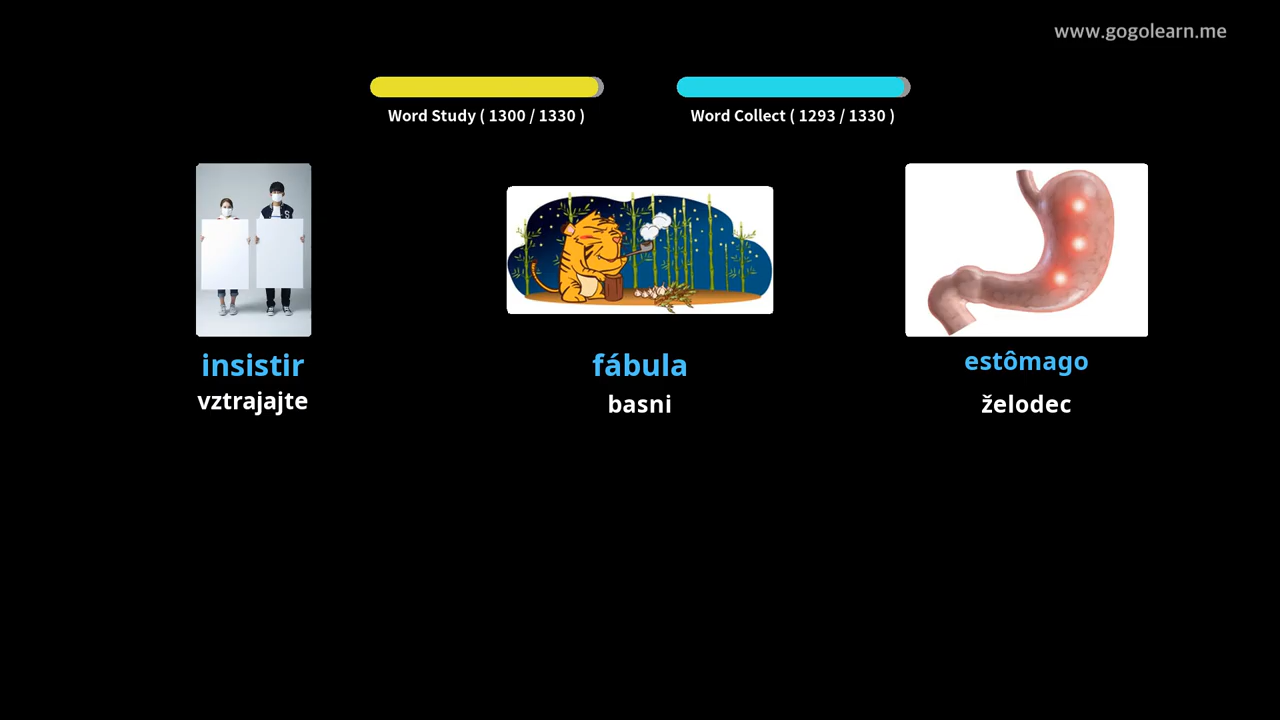 www.gogolearn.me
Word Study ( 1300 / 1330 )
Word Collect ( 1293 / 1330 )
insistir
vztrajajte
fábula
basni
estômago
želodec